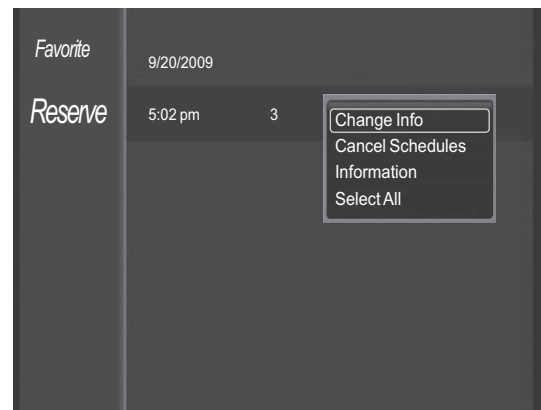 Favorite
9/20/2009
Reserve
5:02 pm 3
Change Info
Cancel Schedules
Information
Select All